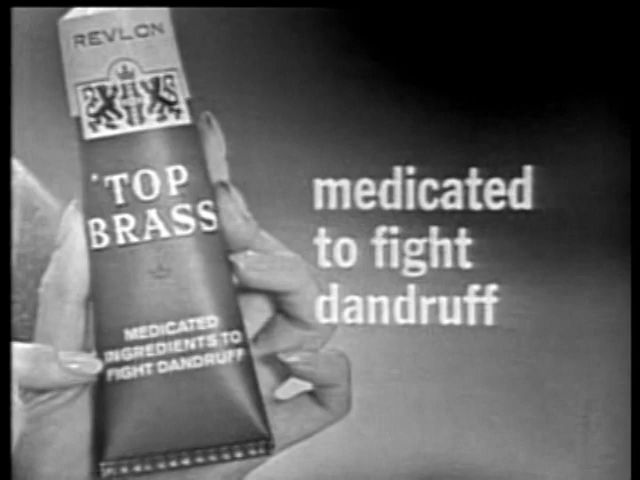 REVLON
'TOP
BRASS
MEDICATED
INGREDIENTS TO
FIGHT DANDRUFF
medicated
to fight
dandruff